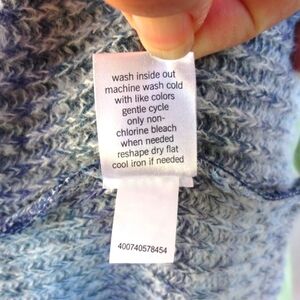 wash inside out
machine wash cold
with like colors
gentle cycle
only non-
chlorine bleach
when needed
reshape dry flat
cool iron if needed
400740578454